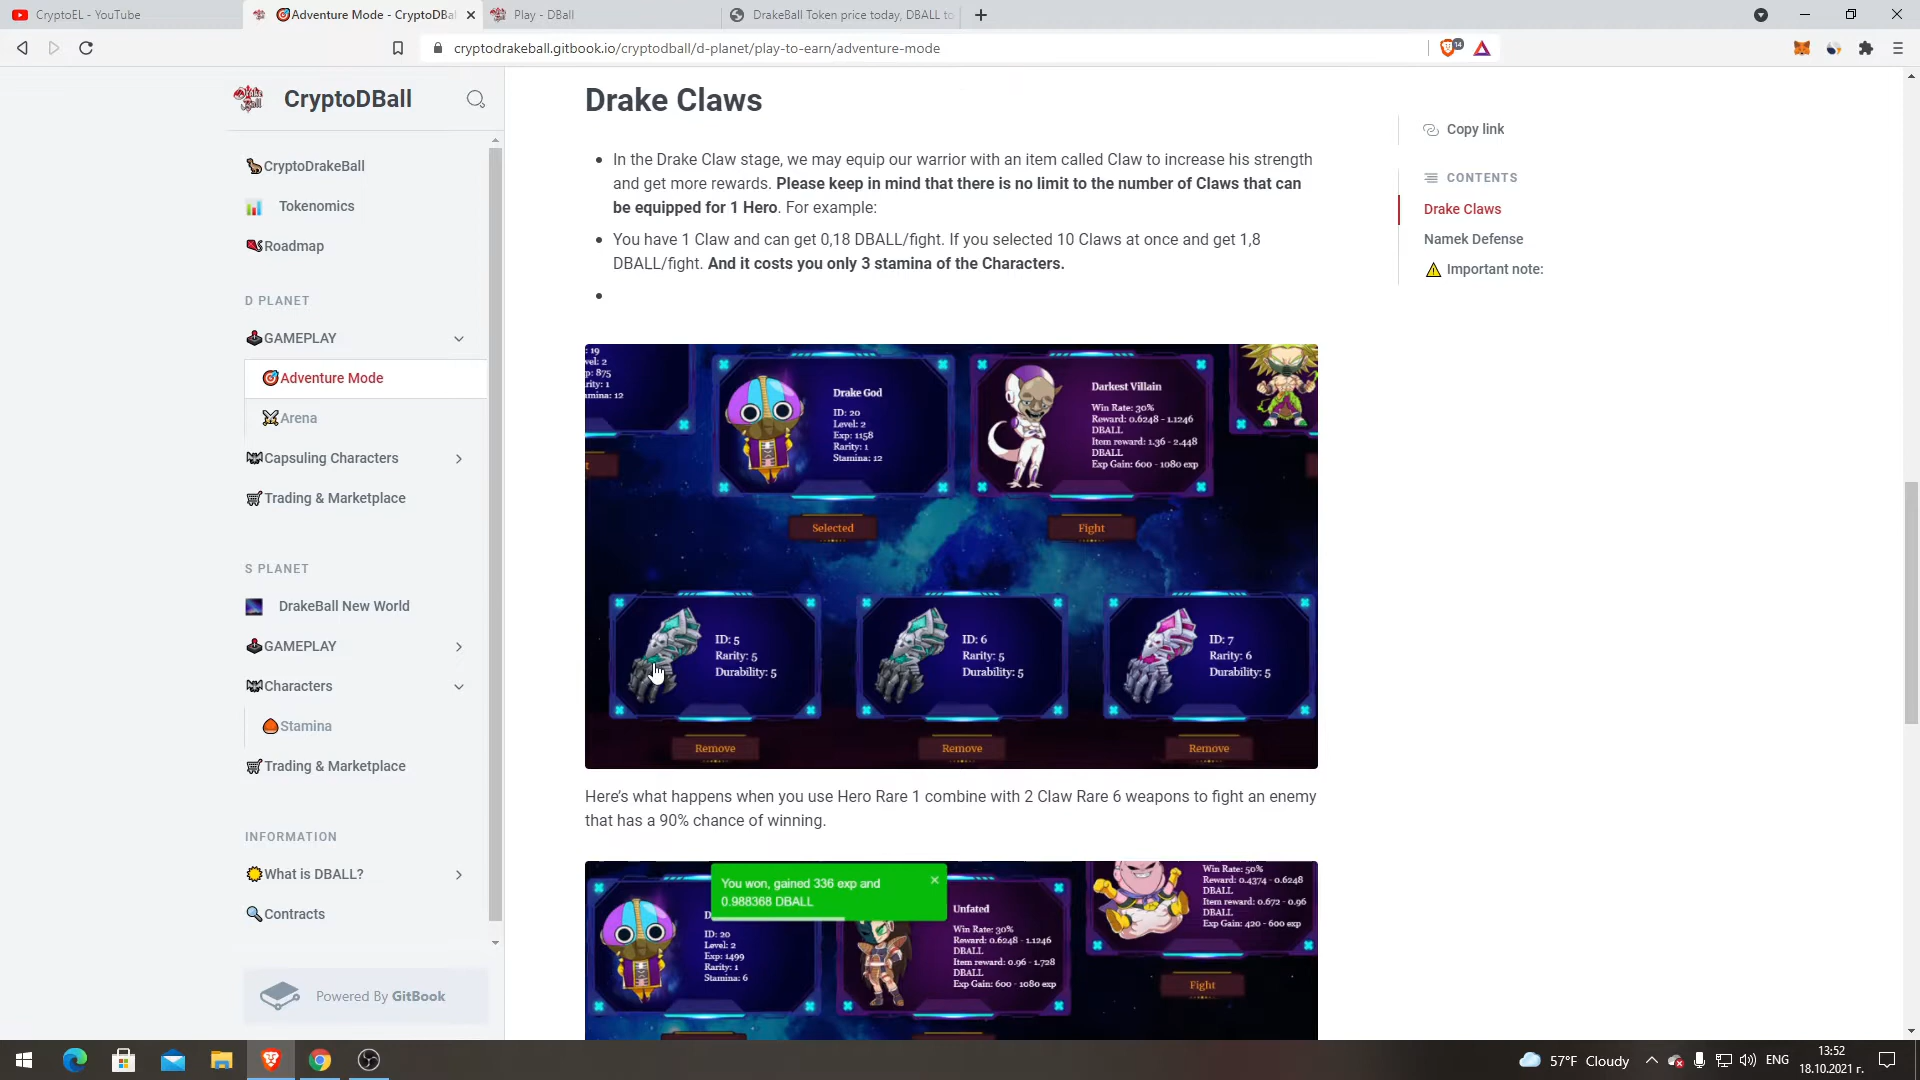 CryptoEL - YouTube
Adventure Mode - CryptoDBa
Play - DBall
DrakeBall Token price today, DBALL to
cryptodrakeball.gitbook.io/cryptodball/d-planet/play-to-earn/adventure-mode
14
CryptoDBall
CryptoDrakeBall
Tokenomics
Roadmap
D PLANET
GAMEPLAY
Adventure Mode
Arena
Capsuling Characters
Trading & Marketplace
S PLANET
DrakeBall New World
GAMEPLAY
Characters
Stamina
Trading & Marketplace
INFORMATION
What is DBALL?
Contracts
Powered By GitBook
Drake Claws
In the Drake Claw stage, we may equip our warrior with an item called Claw to increase his strength
and get more rewards. Please keep in mind that there is no limit to the number of Claws that can
be equipped for 1 Hero. For example:
You have 1 Claw and can get 0,18 DBALL/fight. If you selected 10 Claws at once and get 1,8
DBALL/fight. And it costs you only 3 stamina of the Characters.
: 19
vel: 2
p: 875
rity: 1
mina: 12
Drake God
ID: 20
Level: 2
Exp: 1158
Rarity: 1
Stamina: 12
Selected
Darkest Villain
Win Rate: 30%
Reward: 0.6248 - 1.1246
DBALL
Item reward: 1.36 - 2.448
DBALL
Exp Gain: 600 - 1080 exp
Fight
ID: 5
Rarity: 5
Durability: 5
Remove
ID: 6
Rarity: 5
Durability: 5
Remove
ID: 7
Rarity: 6
Durability: 5
Remove
Here's what happens when you use Hero Rare 1 combine with 2 Claw Rare 6 weapons to fight an enemy
that has a 90% chance of winning.
You won, gained 336 exp and
0.988368 DBALL
D
ID: 20
Level: 2
Exp: 1499
Rarity: 1
Stamina: 6
Unfated
Win Rate: 30%
Reward: 0.6248 - 1.1246
DBALL
Item reward: 0.96 - 1.728
DBALL
Exp Gain: 600 - 1080 exp
Win Rate: 50%
Reward: 0.4374 - 0.6248
DBALL
Item reward: 0.672 - 0.96
DBALL
Exp Gain: 420 - 600 exp
Fight
Copy link
CONTENTS
Drake Claws
Namek Defense
Important note:
57°F Cloudy
ENG
13:52
18.10.2021 г.